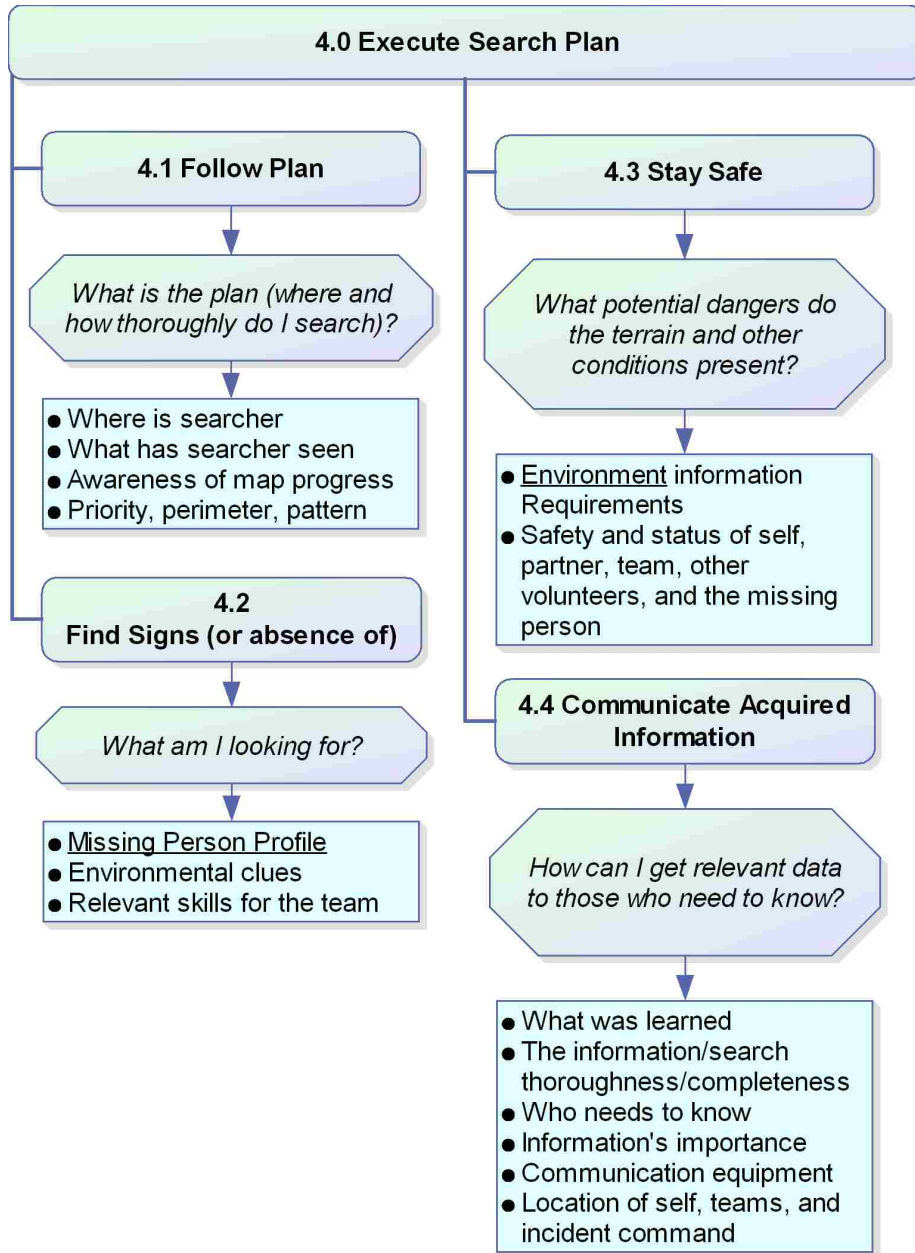 4.0 Execute Search Plan
4.1 Follow Plan
What is the plan (where and
how thoroughly do I search)?
● Where is searcher
● What has searcher seen
● Awareness of map progress
● Priority, perimeter, pattern
4.2
Find Signs (or absence of)
What am I looking for?
● Missing Person Profile
● Environmental clues
● Relevant skills for the team
4.3 Stay Safe
What potential dangers do
the terrain and other
conditions present?
● Environment information
Requirements
● Safety and status of self,
partner, team, other
volunteers, and the missing
person
4.4 Communicate Acquired
Information
How can I get relevant data
to those who need to know?
● What was learned
● The information/search
thoroughness/completeness
● Who needs to know
● Information's importance
● Communication equipment
● Location of self, teams, and
incident command